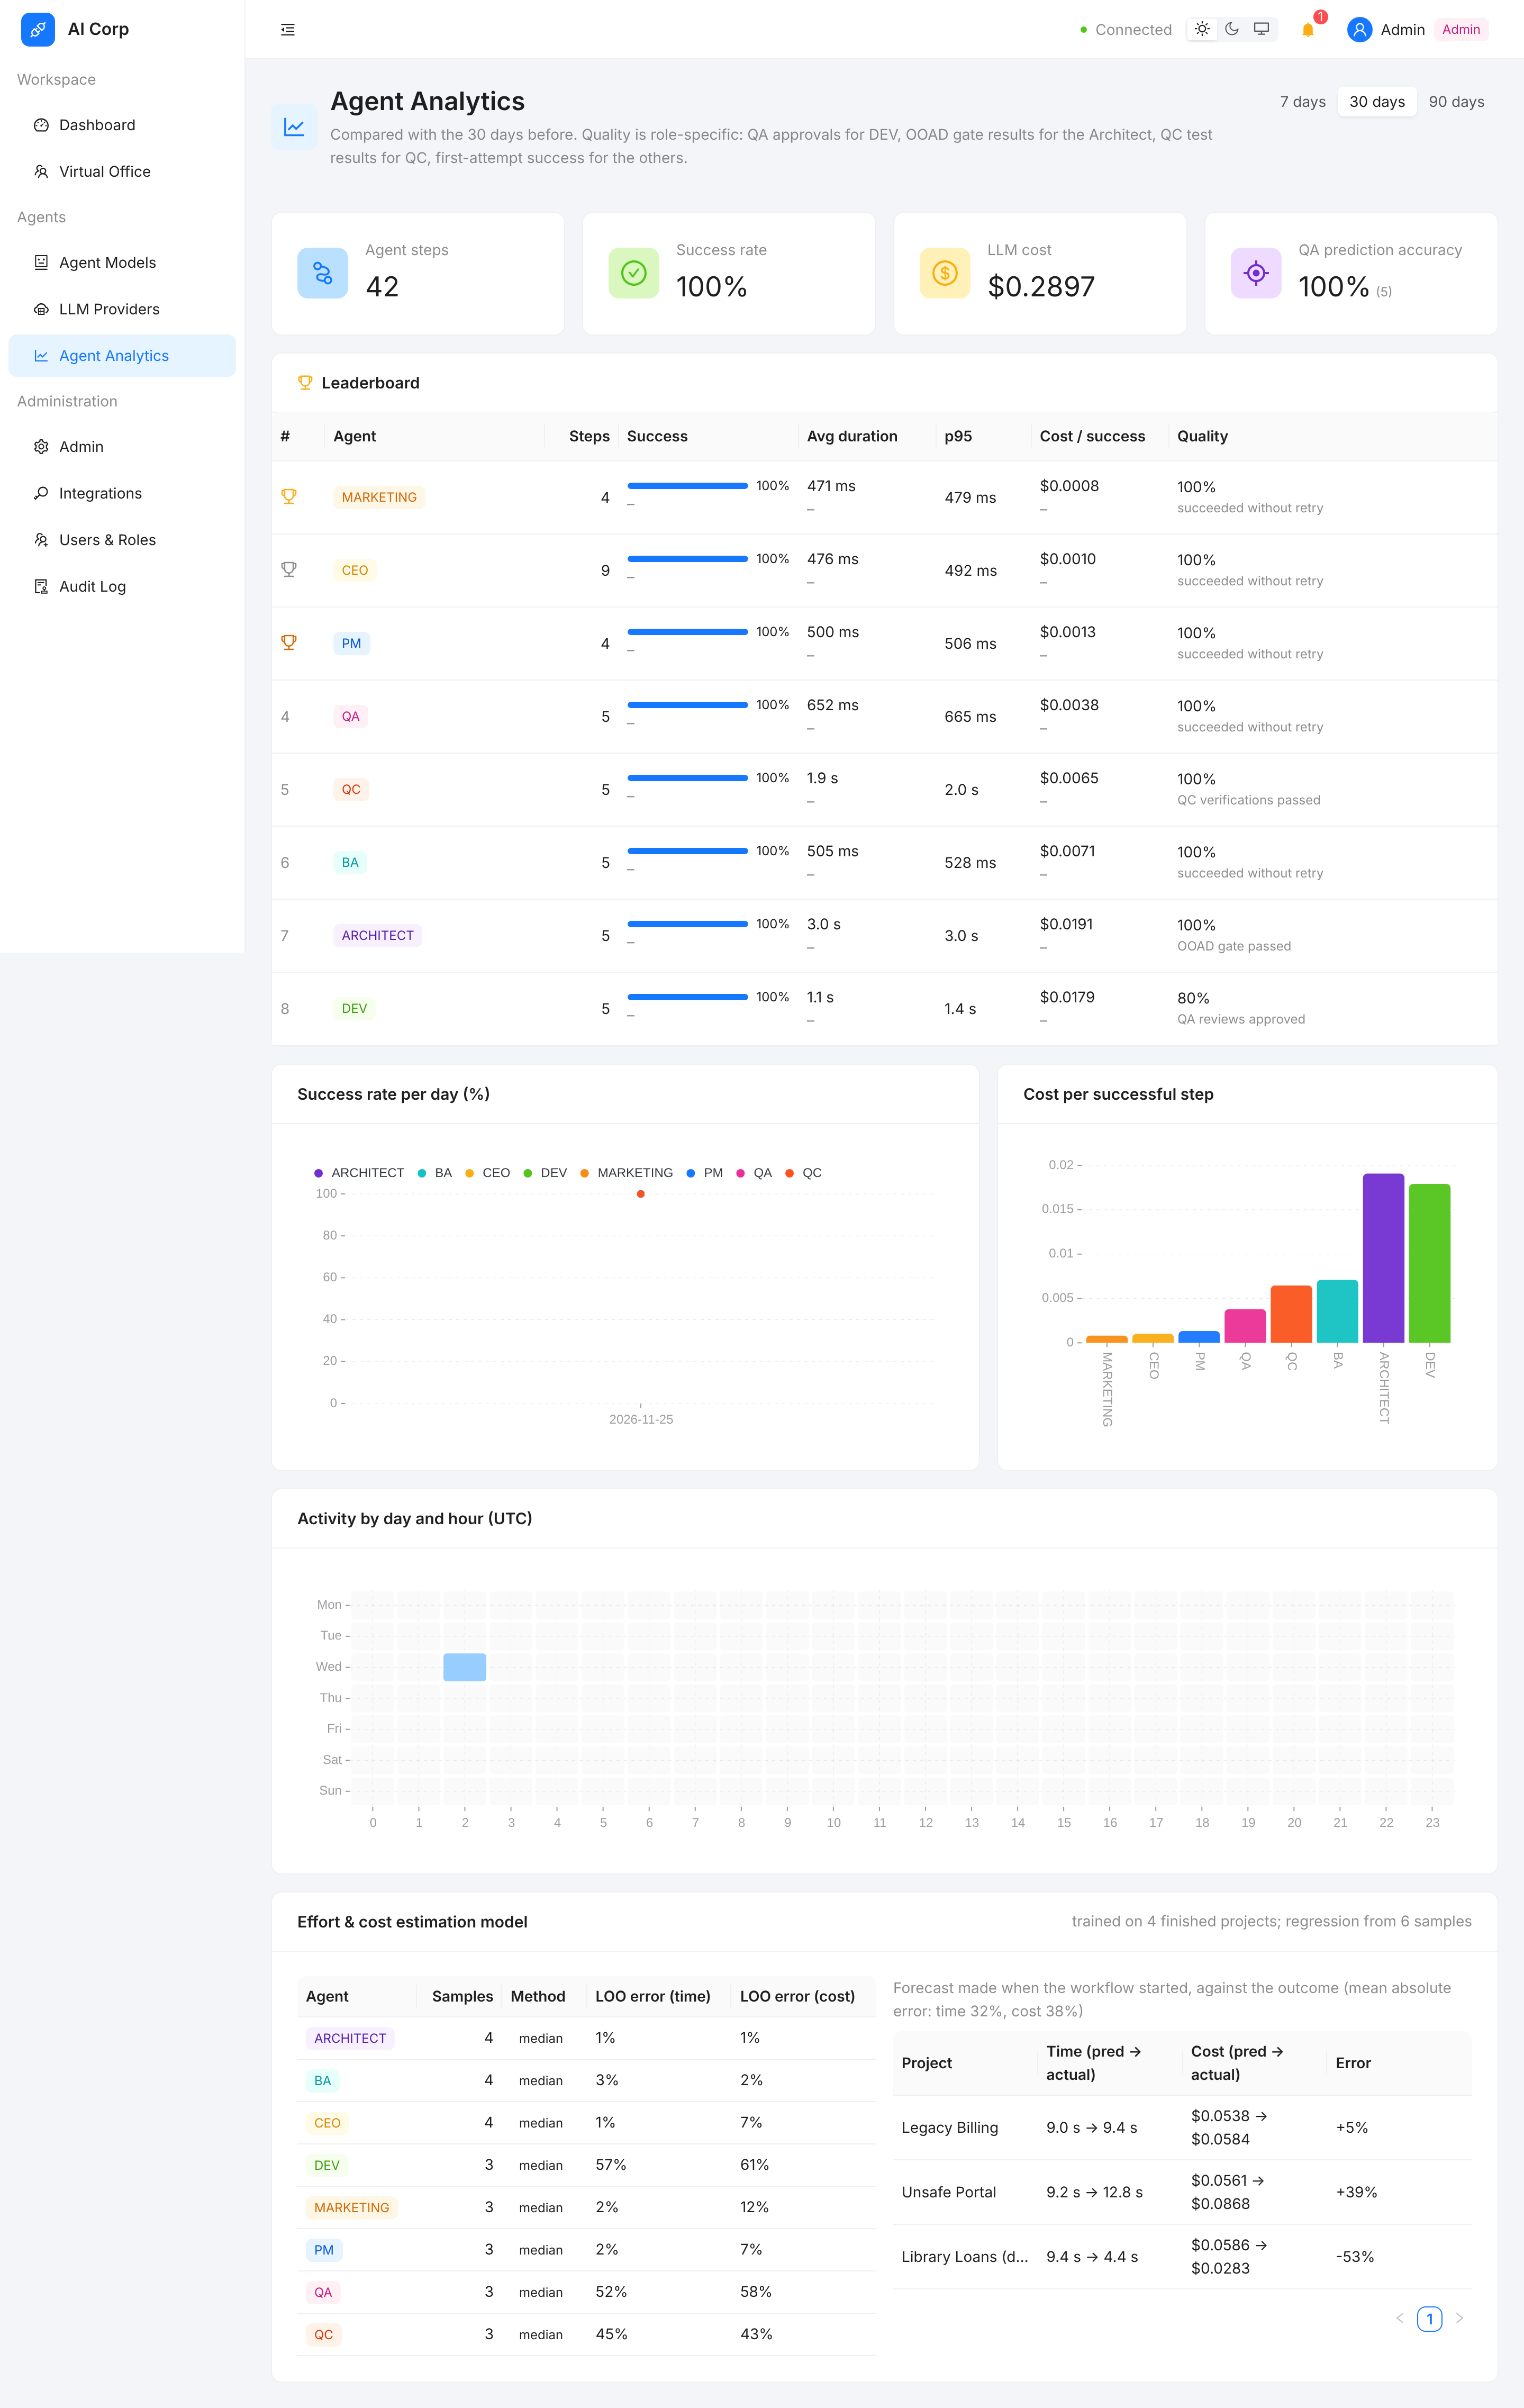 AI Corp
Workspace
Dashboard
Virtual Office
Agents
Agent Models
LLM Providers
Agent Analytics
Administration
Admin
Integrations
Users & Roles
Audit Log
Connected
1
Admin
Admin
Agent Analytics
Compared with the 30 days before. Quality is role-specific: QA approvals for DEV, OOAD gate results for the Architect, QC test
results for QC, first-attempt success for the others.
7 days 30 days 90 days
Agent steps
42
Success rate
100%
LLM cost
$0.2897
QA prediction accuracy
100% (5)
Leaderboard
# Agent Steps Success Avg duration p95 Cost / success Quality
MARKETING 4 100% 471 ms 479 ms $0.0008 100%
– – – succeeded without retry
CEO 9 100% 476 ms 492 ms $0.0010 100%
– – – succeeded without retry
PM 4 100% 500 ms 506 ms $0.0013 100%
– – – succeeded without retry
4 QA 5 100% 652 ms 665 ms $0.0038 100%
– – – succeeded without retry
5 QC 5 100% 1.9 s 2.0 s $0.0065 100%
– – – QC verifications passed
6 BA 5 100% 505 ms 528 ms $0.0071 100%
– – – succeeded without retry
7 ARCHITECT 5 100% 3.0 s 3.0 s $0.0191 100%
– – – OOAD gate passed
8 DEV 5 100% 1.1 s 1.4 s $0.0179 80%
– – – QA reviews approved
Success rate per day (%)
ARCHITECT BA CEO DEV MARKETING PM QA QC
100
80
60
40
20
0
2026-11-25
Cost per successful step
0.02
0.015
0.01
0.005
0
MARKETING CEO PM QA QC BA ARCHITECT DEV
Activity by day and hour (UTC)
Mon
Tue
Wed
Thu
Fri
Sat
Sun
0 1 2 3 4 5 6 7 8 9 10 11 12 13 14 15 16 17 18 19 20 21 22 23
Effort & cost estimation model
trained on 4 finished projects; regression from 6 samples
Agent Samples Method LOO error (time) LOO error (cost)
ARCHITECT 4 median 1% 1%
BA 4 median 3% 2%
CEO 4 median 1% 7%
DEV 3 median 57% 61%
MARKETING 3 median 2% 12%
PM 3 median 2% 7%
QA 3 median 52% 58%
QC 3 median 45% 43%
Forecast made when the workflow started, against the outcome (mean absolute
error: time 32%, cost 38%)
Project Time (pred → actual) Cost (pred → actual) Error
Legacy Billing 9.0 s → 9.4 s $0.0538 → $0.0584 +5%
Unsafe Portal 9.2 s → 12.8 s $0.0561 → $0.0868 +39%
Library Loans (d... 9.4 s → 4.4 s $0.0586 → $0.0283 -53%
1